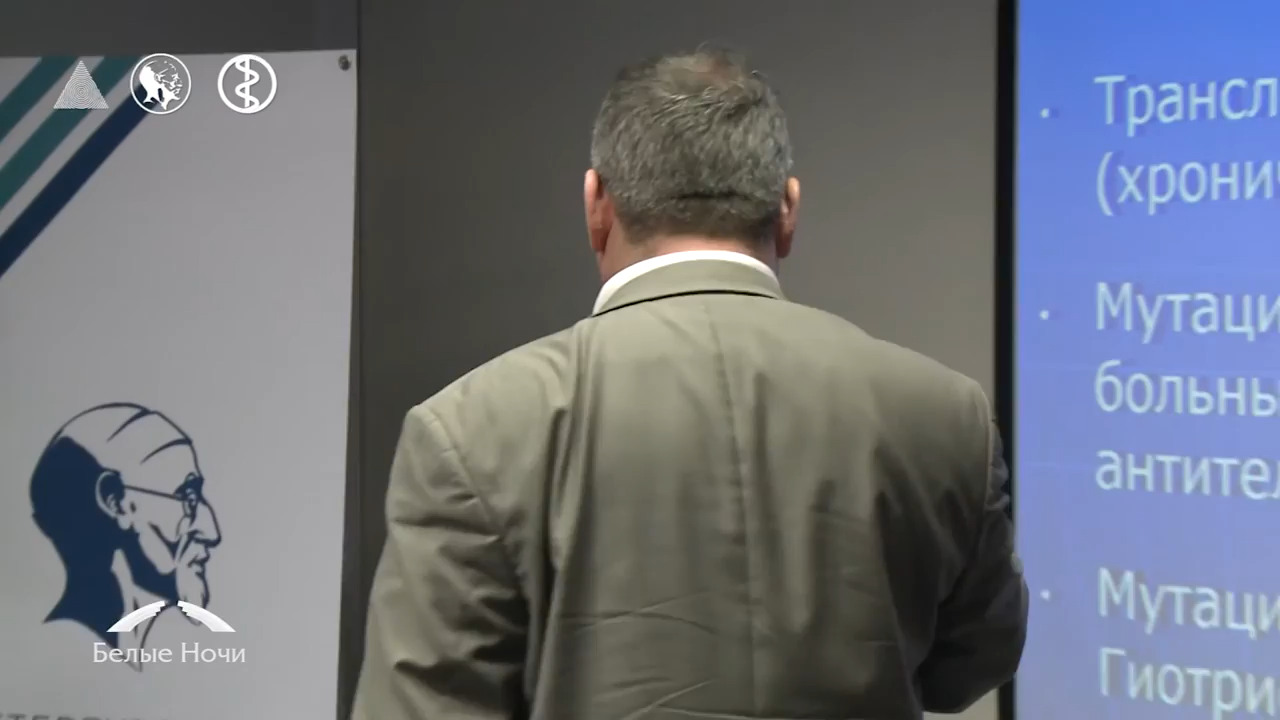 Трансл
(хронич
Мутаци
больны
антител
Мутаци
Гиотри
Белые Ночи